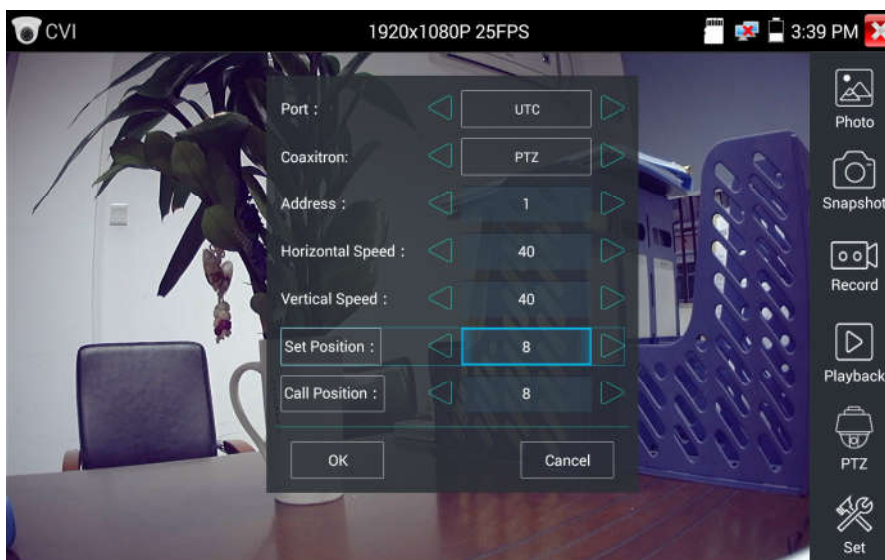 CVI 1920x1080P 25FPS 3:39 PM
Port : UTC
Coaxitron: PTZ
Address : 1
Horizontal Speed : 40
Vertical Speed : 40
Set Position : 8
Call Position : 8
OK Cancel
Photo
Snapshot
Record
Playback
PTZ
Set